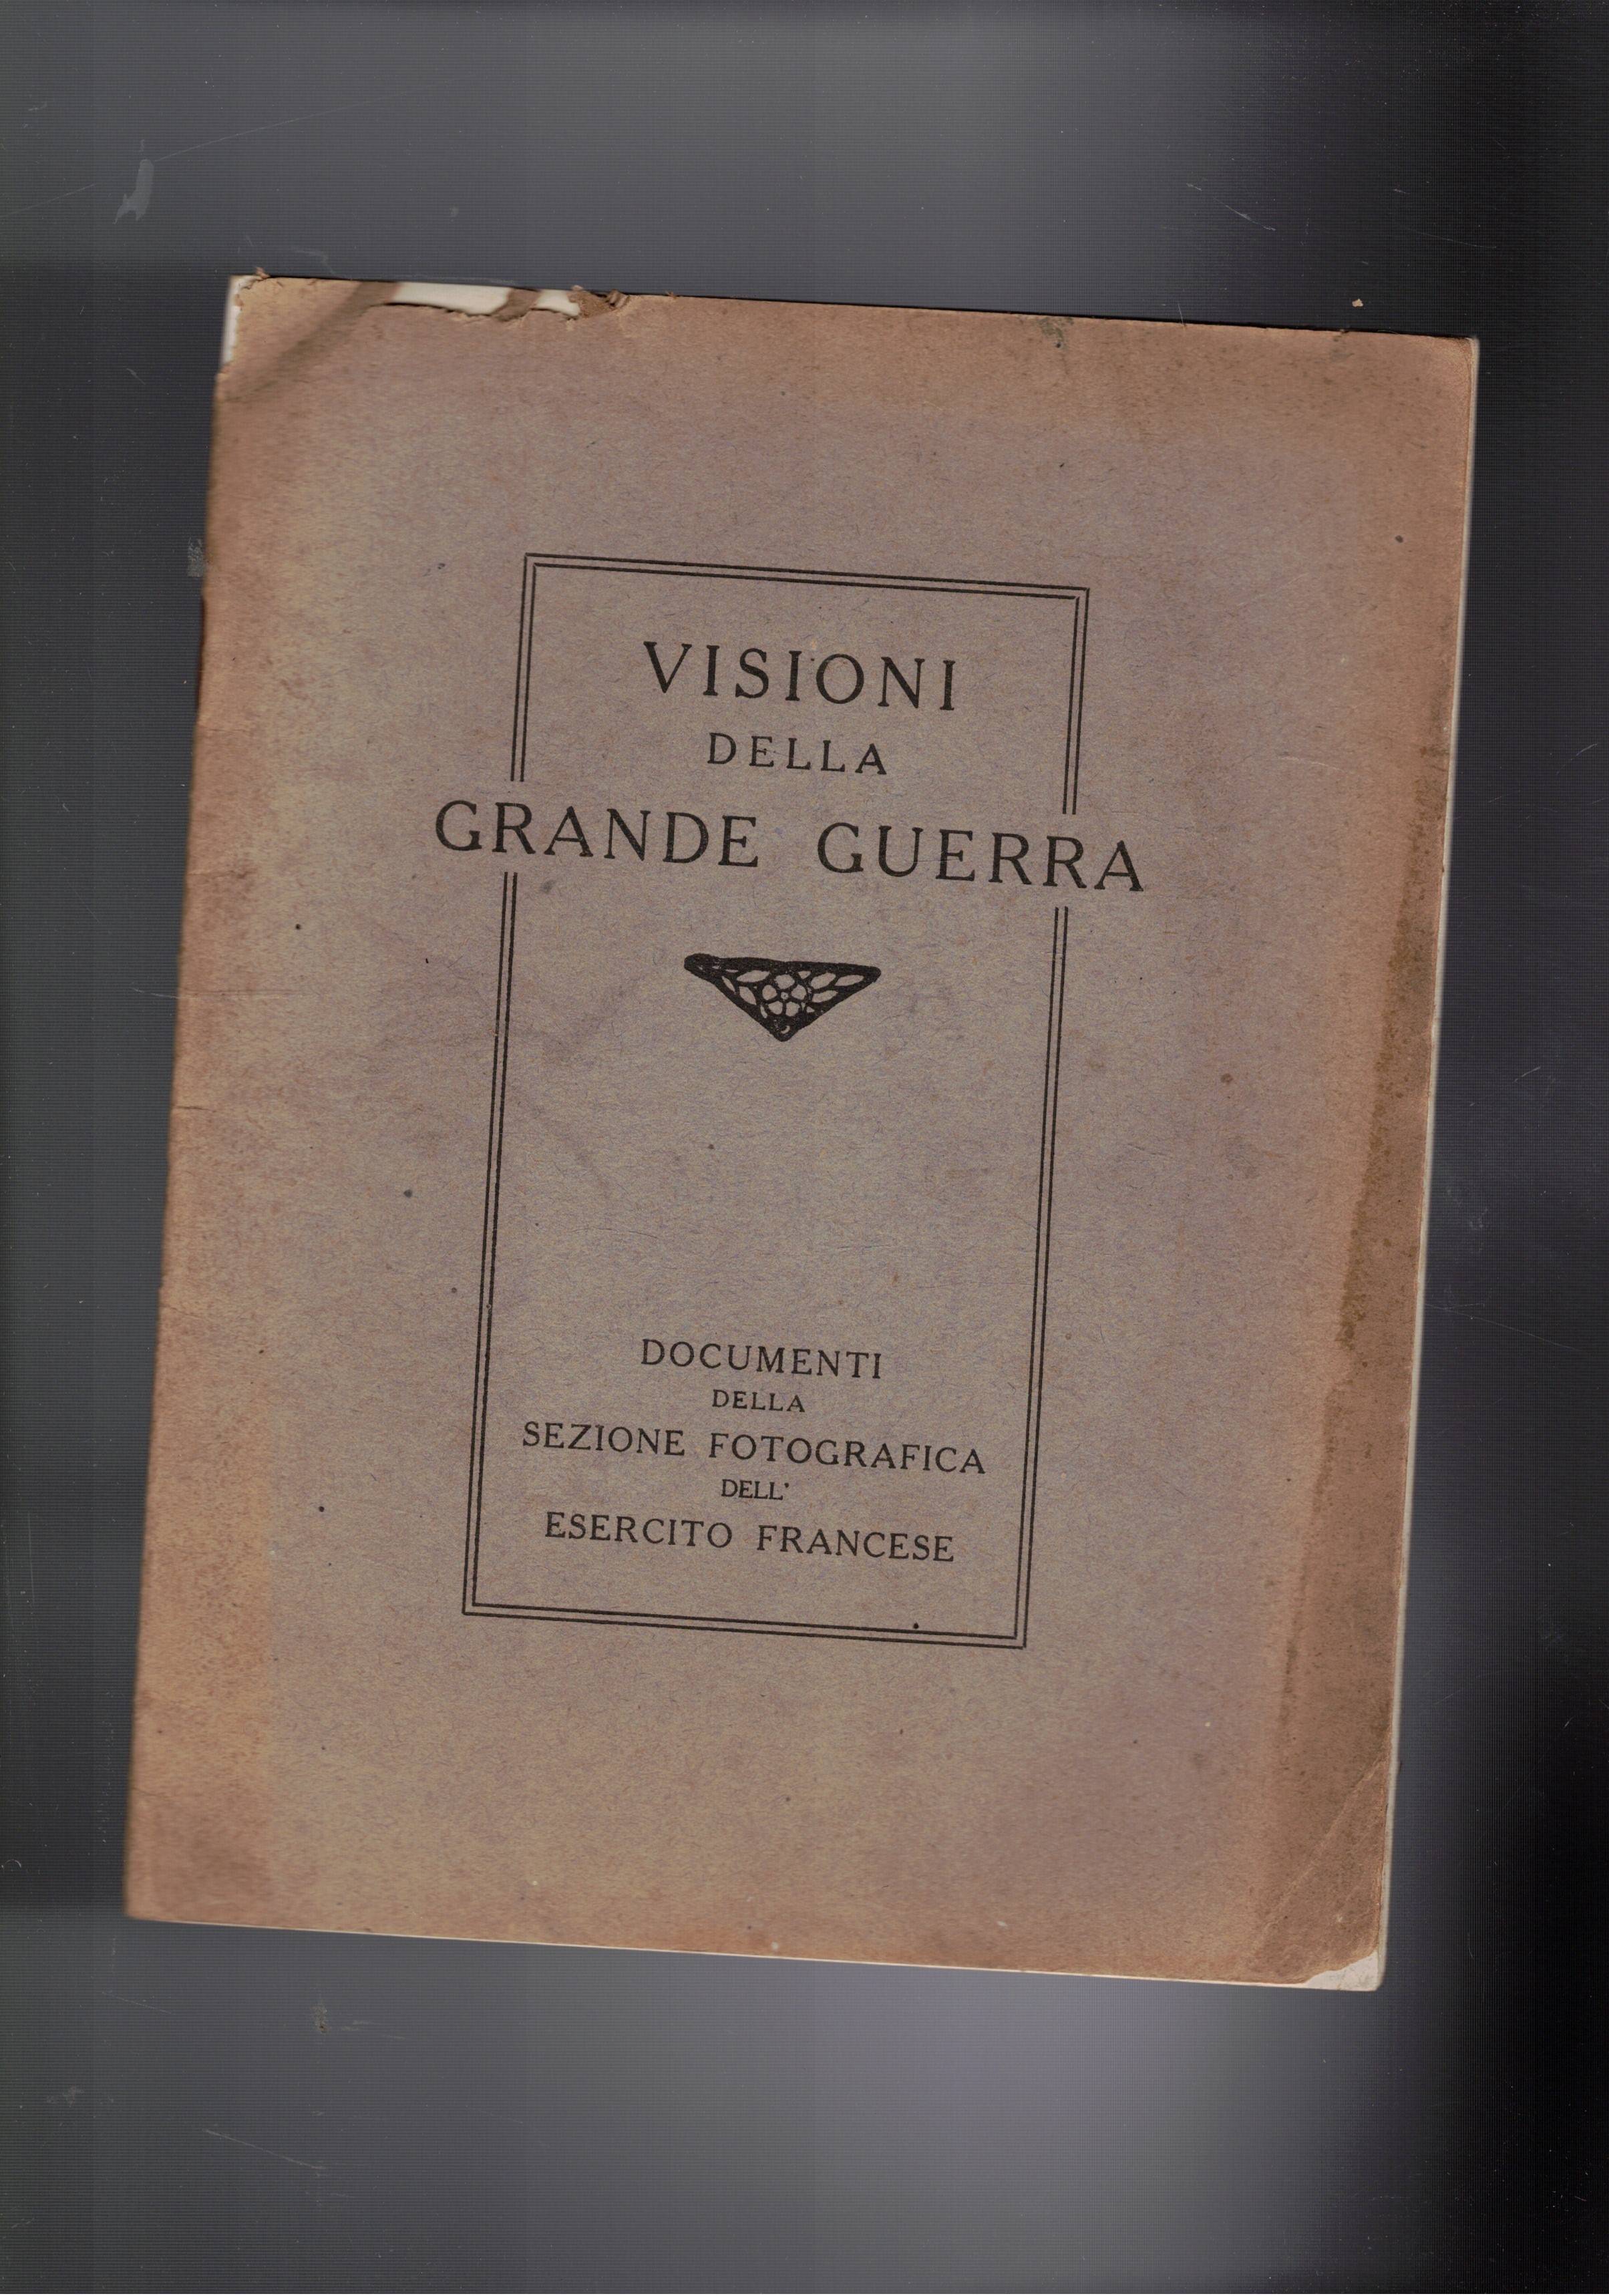 VISIONI
DELLA
GRANDE GUERRA
DOCUMENTI
DELLA
SEZIONE FOTOGRAFICA
DELL'
ESERCITO FRANCESE